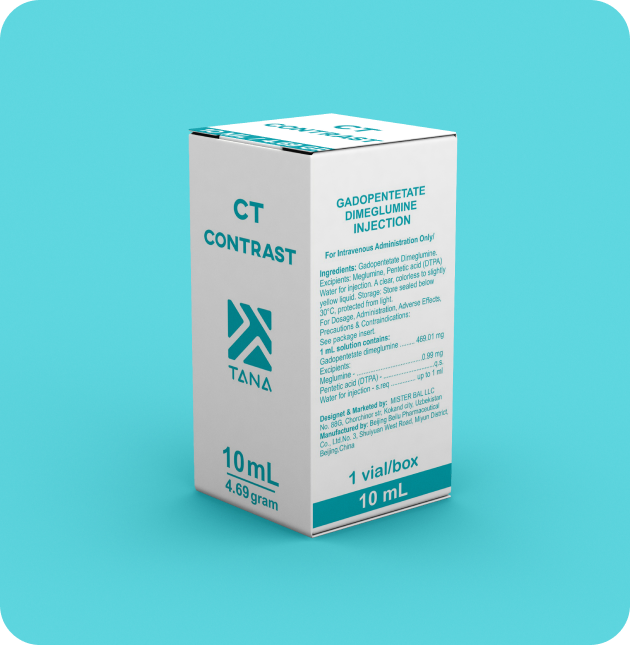 CT
CONTRAST
CT
CONTRAST
TANA
10mL
4.69gram
GADOPENTETATE
DIMEGLUMINE
INJECTION
For Intravenous Administration Only!
Ingredients: Gadopentetate Dimeglumine.
Excipients: Meglumine, Pentetic acid (DTPA)
Water for injection. A clear, colorless to slightly
yellow liquid. Storage: Store sealed below
30°C, protected from light.
For Dosage, Administration, Adverse Effects,
Precautions & Contraindications:
See package insert.
1 mL solution contains:
Gadopentetate dimeglumine ........ 469.01 mg
Excipients:
Meglumine - ................................0.99 mg
Pentetic acid (DTPA) - .....................q.s.
Water for injection - s.req ............. up to 1 ml
Designet & Marketed by: MISTER BAL LLC
No. 88G, Chorchinor str. Kokand city, Uzbekistan
Manufactured by: Beijing Beilu Pharmaceutical
Co., Ltd.No. 3, Shuiyuan West Road, Miyun District,
Beijing,China
1 vial/box
10 mL